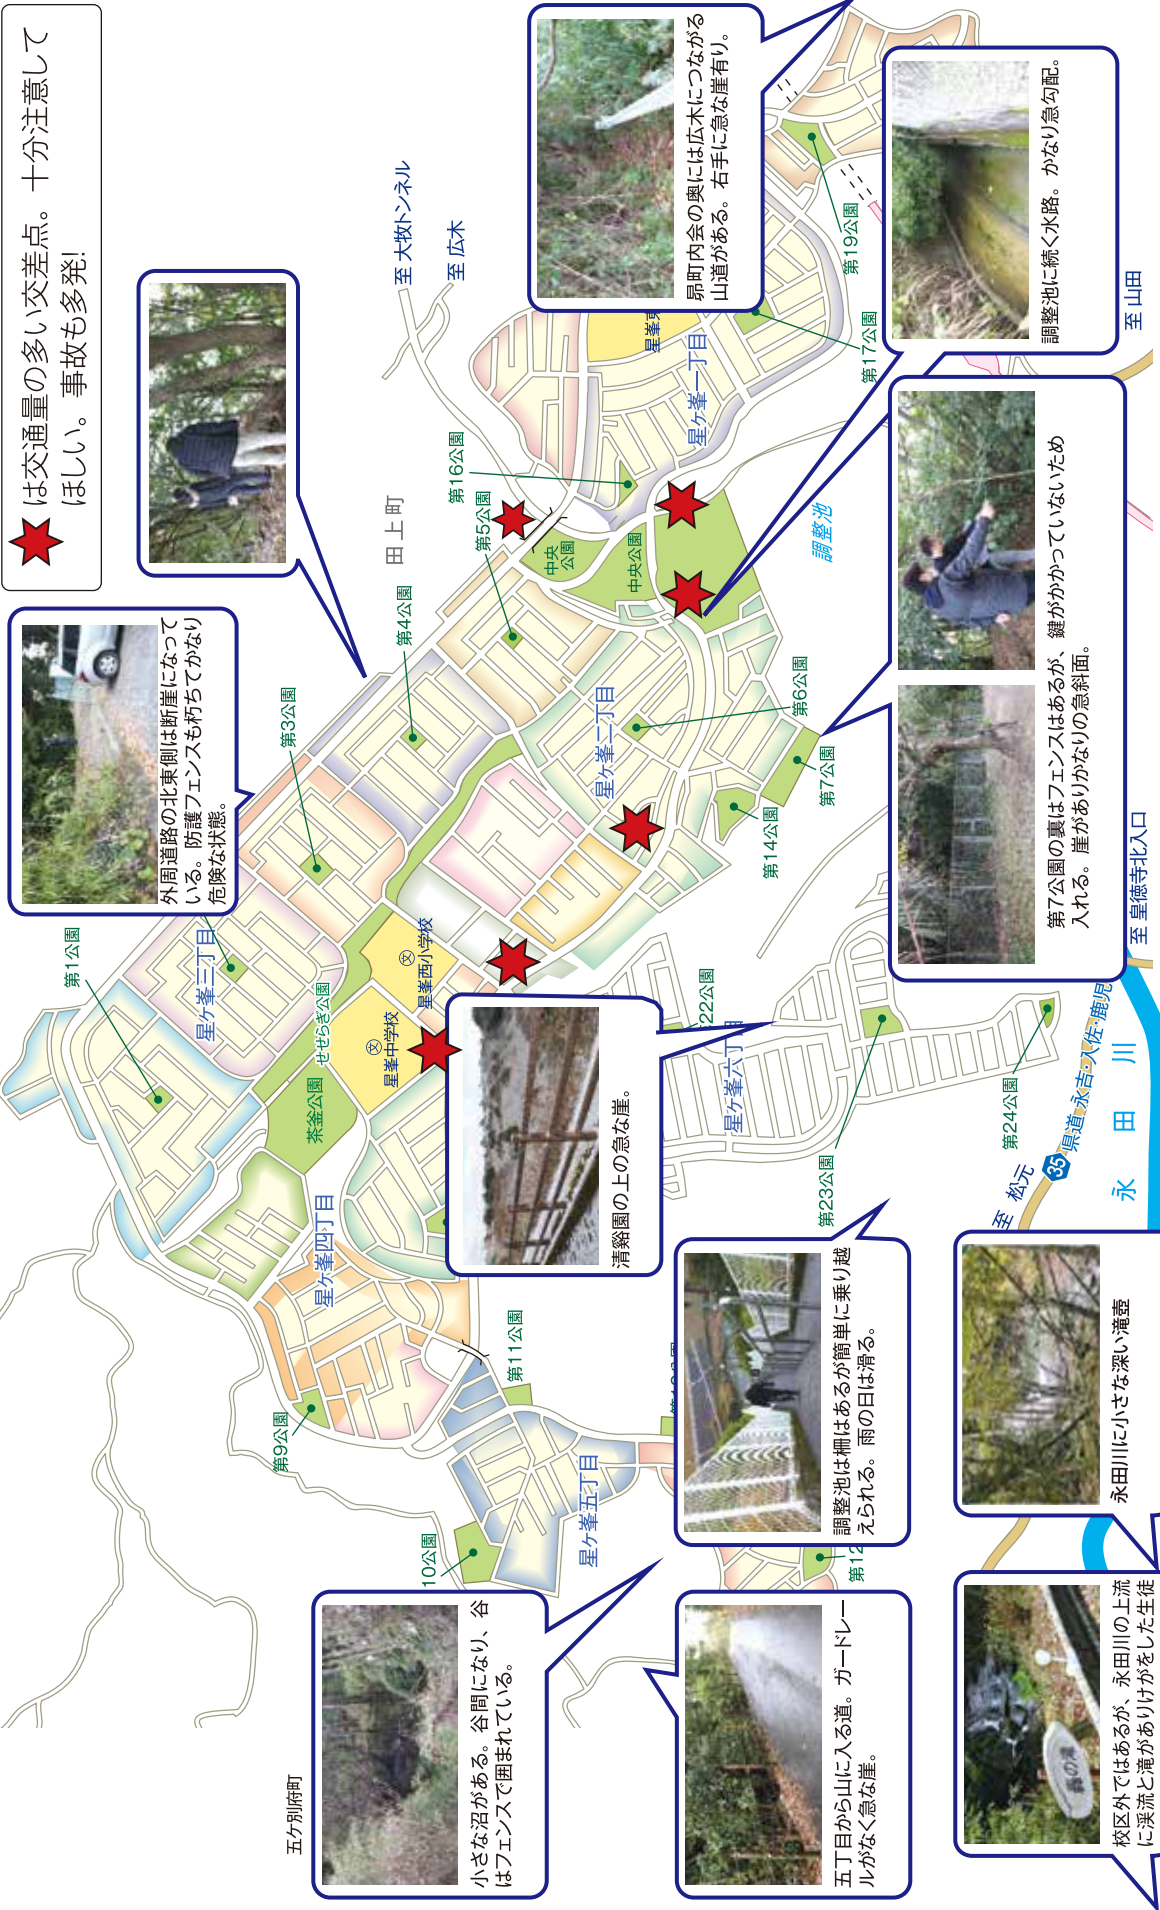 は交通量の多い交差点。十分注意して
ほしい。事故も多発!
外周道路の北東側は断崖になって
いる。防護フェンスも朽ちてかなり
危険な状態。
昴町内会の奥には広木につながる
山道がある。右手に急な崖有り。
調整池に続く水路。かなり急勾配。
第7公園の裏はフェンスはあるが、鍵がかかっていないため
入れる。崖がありかなりの急斜面。
清谿園の上の急な崖。
調整池は柵はあるが簡単に乗り越
えられる。雨の日は滑る。
永田川に小さな深い滝壺
小さな沼がある。谷間になり、谷
はフェンスで囲まれている。
五丁目から山に入る道。ガードレー
ルがなく急な崖。
校区外ではあるが、永田川の上流
に渓流と滝がありけがをした生徒
至 大牧トンネル
至 広木
田上町
第16公園
第5公園
第4公園
第3公園
第1公園
中央
公園
中央公園
調整池
星峯東
星ヶ峯一丁目
第17公園
第19公園
至 山田
星ヶ峯二丁目
第6公園
第7公園
第14公園
星ヶ峯三丁目
せせらぎ公園
文
星峯西小学校
文
星峯中学校
茶釜公園
星ヶ峯四丁目
第9公園
第11公園
10公園
星ヶ峯五丁目
第12
22公園
星ヶ峯六丁目
第23公園
第24公園
至 皇徳寺北入口
至 松元
35
県道 永吉・入佐・鹿児
永田川
五ケ別府町